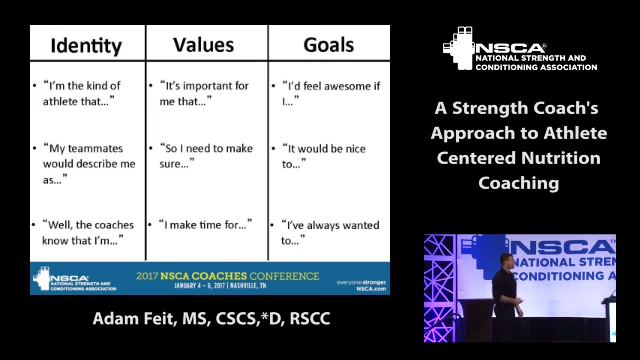 Identity
Values
Goals
• “I'm the kind of
athlete that...”
• “My teammates
would describe me
as...”
• “Well, the coaches
know that I'm...”
• “It's important for
me that...”
• “So I need to make
sure...”
• “I make time for...”
• “I'd feel awesome if
I...”
• “It would be nice
to...”
• “I've always wanted
to...”
NSCA
NATIONAL STRENGTH AND
CONDITIONING ASSOCIATION
2017 NSCA COACHES CONFERENCE
JANUARY 4 – 6, 2017 | NASHVILLE, TN
everyone stronger
NSCA.com
Adam Feit, MS, CSCS,*D, RSCC
NSCA
NATIONAL STRENGTH AND
CONDITIONING ASSOCIATION
A Strength Coach's
Approach to Athlete
Centered Nutrition
Coaching
NSCA
NATIONAL STRENGTH
CONDITIONING ASSOCIATION